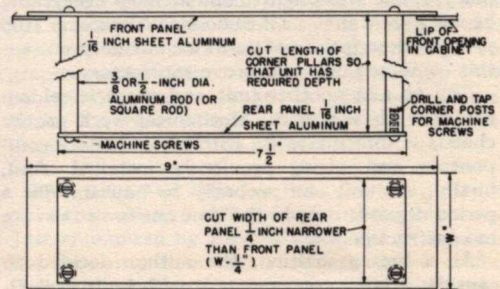 FRONT PANEL
1/16 INCH SHEET ALUMINUM
LIP OF
FRONT OPENING
IN CABINET
CUT LENGTH OF
CORNER PILLARS SO
THAT UNIT HAS
REQUIRED DEPTH
3/8 OR 1/2-INCH DIA.
ALUMINUM ROD (OR
SQUARE ROD)
REAR PANEL 1/16 INCH
SHEET ALUMINUM
DRILL AND TAP
CORNER POSTS
FOR MACHINE
SCREWS
MACHINE SCREWS
7 1/2"
9"
CUT WIDTH OF REAR
PANEL 1/4 INCH NARROWER
THAN FRONT PANEL
(W-1/4")
W"